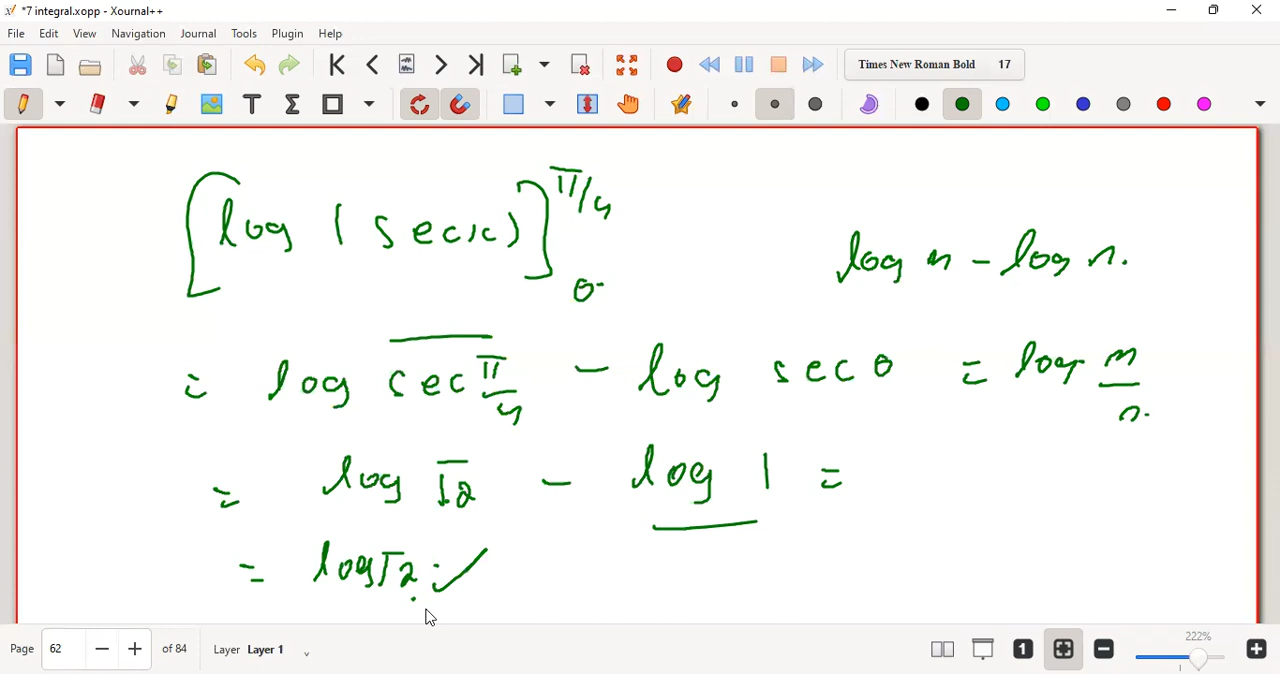 *7 integral.xopp - Xournal++
File Edit View Navigation Journal Tools Plugin Help
Times New Roman Bold 17
[log (sec x)]
π/4
0
log m - log n.
= log sec π/4 - log sec 0 = log m/n.
= log √2 - log 1 =
= log √2 ✓
Page 62 of 84 Layer Layer 1 222%